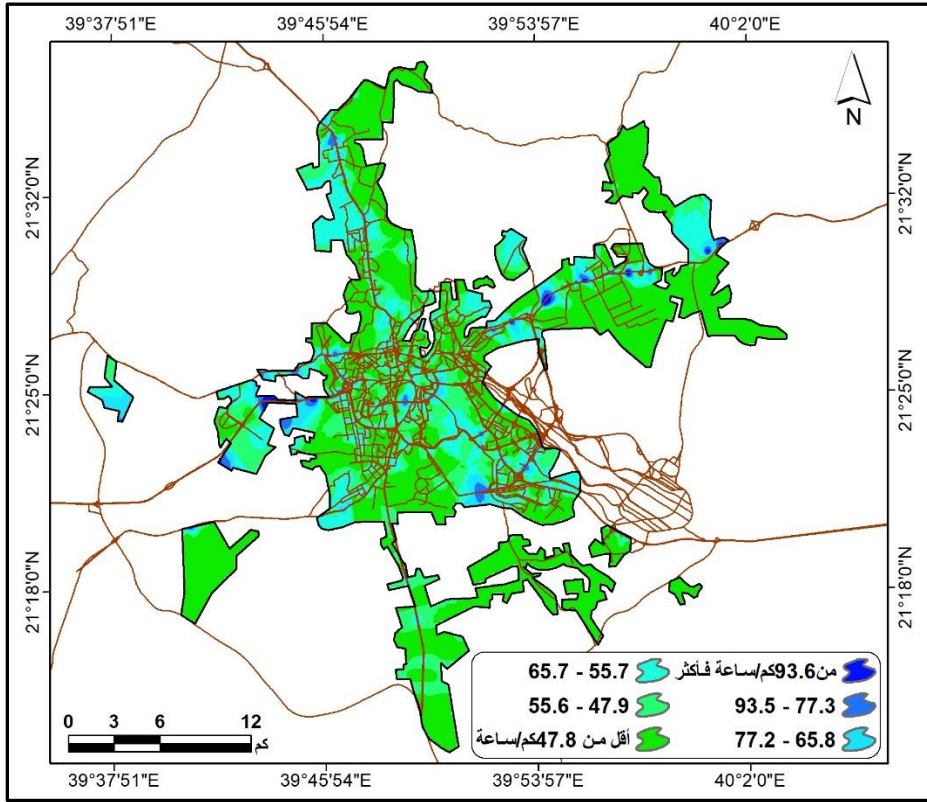 39°37'51"E 39°45'54"E 39°53'57"E 40°2'0"E
N
21°32'0"N 21°32'0"N
21°25'0"N 21°25'0"N
21°18'0"N 21°18'0"N
من93.6كم/ساعة فأكثر 55.7 - 65.7
77.3 - 93.5 47.9 - 55.6
65.8 - 77.2 أقل من 47.8كم/ساعة
0 3 6 12
كم
39°37'51"E 39°45'54"E 39°53'57"E 40°2'0"E